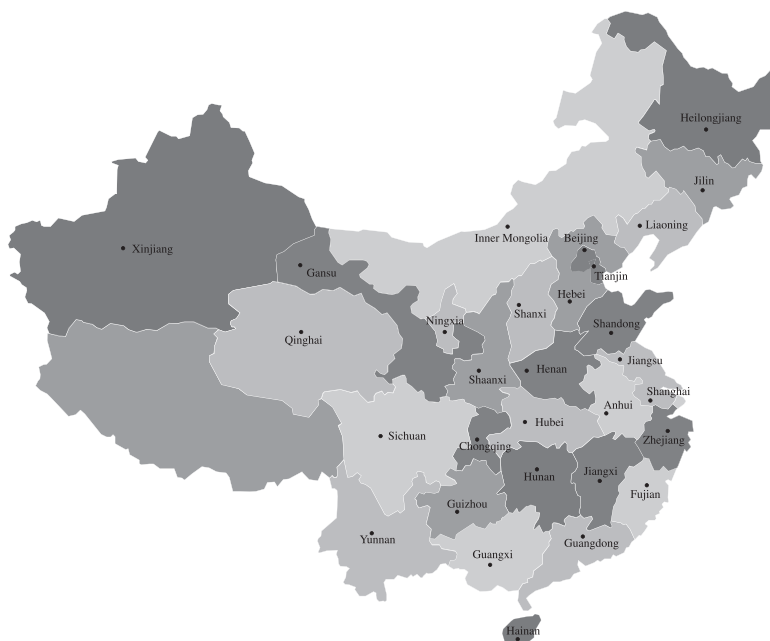 Heilongjiang
Jilin
Liaoning
Inner Mongolia
Beijing
Xinjiang
Gansu
Tianjin
Hebei
Shanxi
Ningxia
Shandong
Qinghai
Jiangsu
Shaanxi
Henan
Shanghai
Anhui
Hubei
Sichuan
Chongqing
Zhejiang
Hunan
Jiangxi
Fujian
Guizhou
Yunnan
Guangdong
Guangxi
Hainan